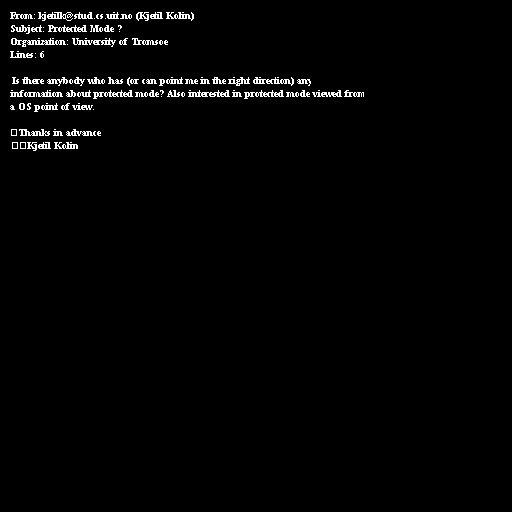 From: kjetilk@stud.cs.uit.no (Kjetil Kolin)
Subject: Protected Mode ?
Organization: University of Tromsoe
Lines: 6

Is there anybody who has (or can point me in the right direction) any
information about protected mode? Also interested in protected mode viewed from
a OS point of view.

Thanks in advance
Kjetil Kolin